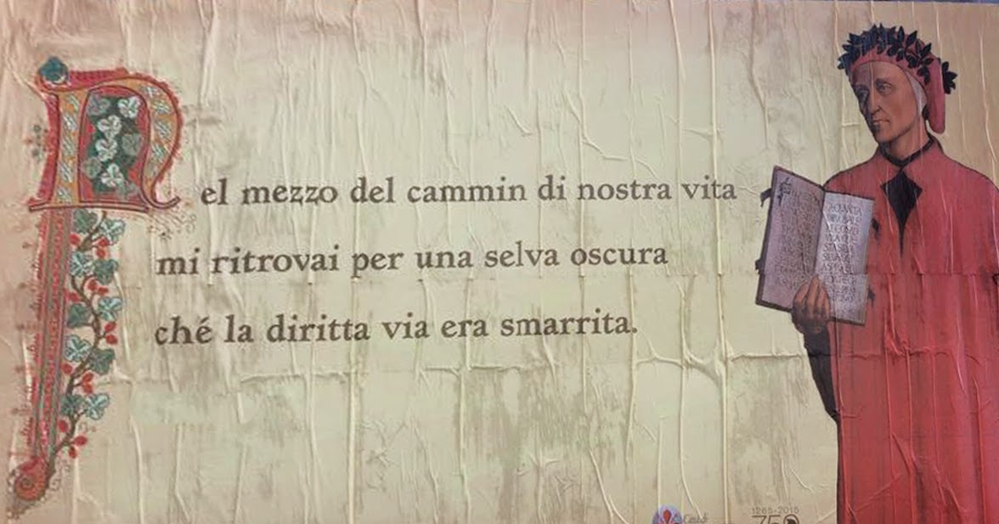 Nel mezzo del cammin di nostra vita
mi ritrovai per una selva oscura
ché la diritta via era smarrita.
1265-2015
750